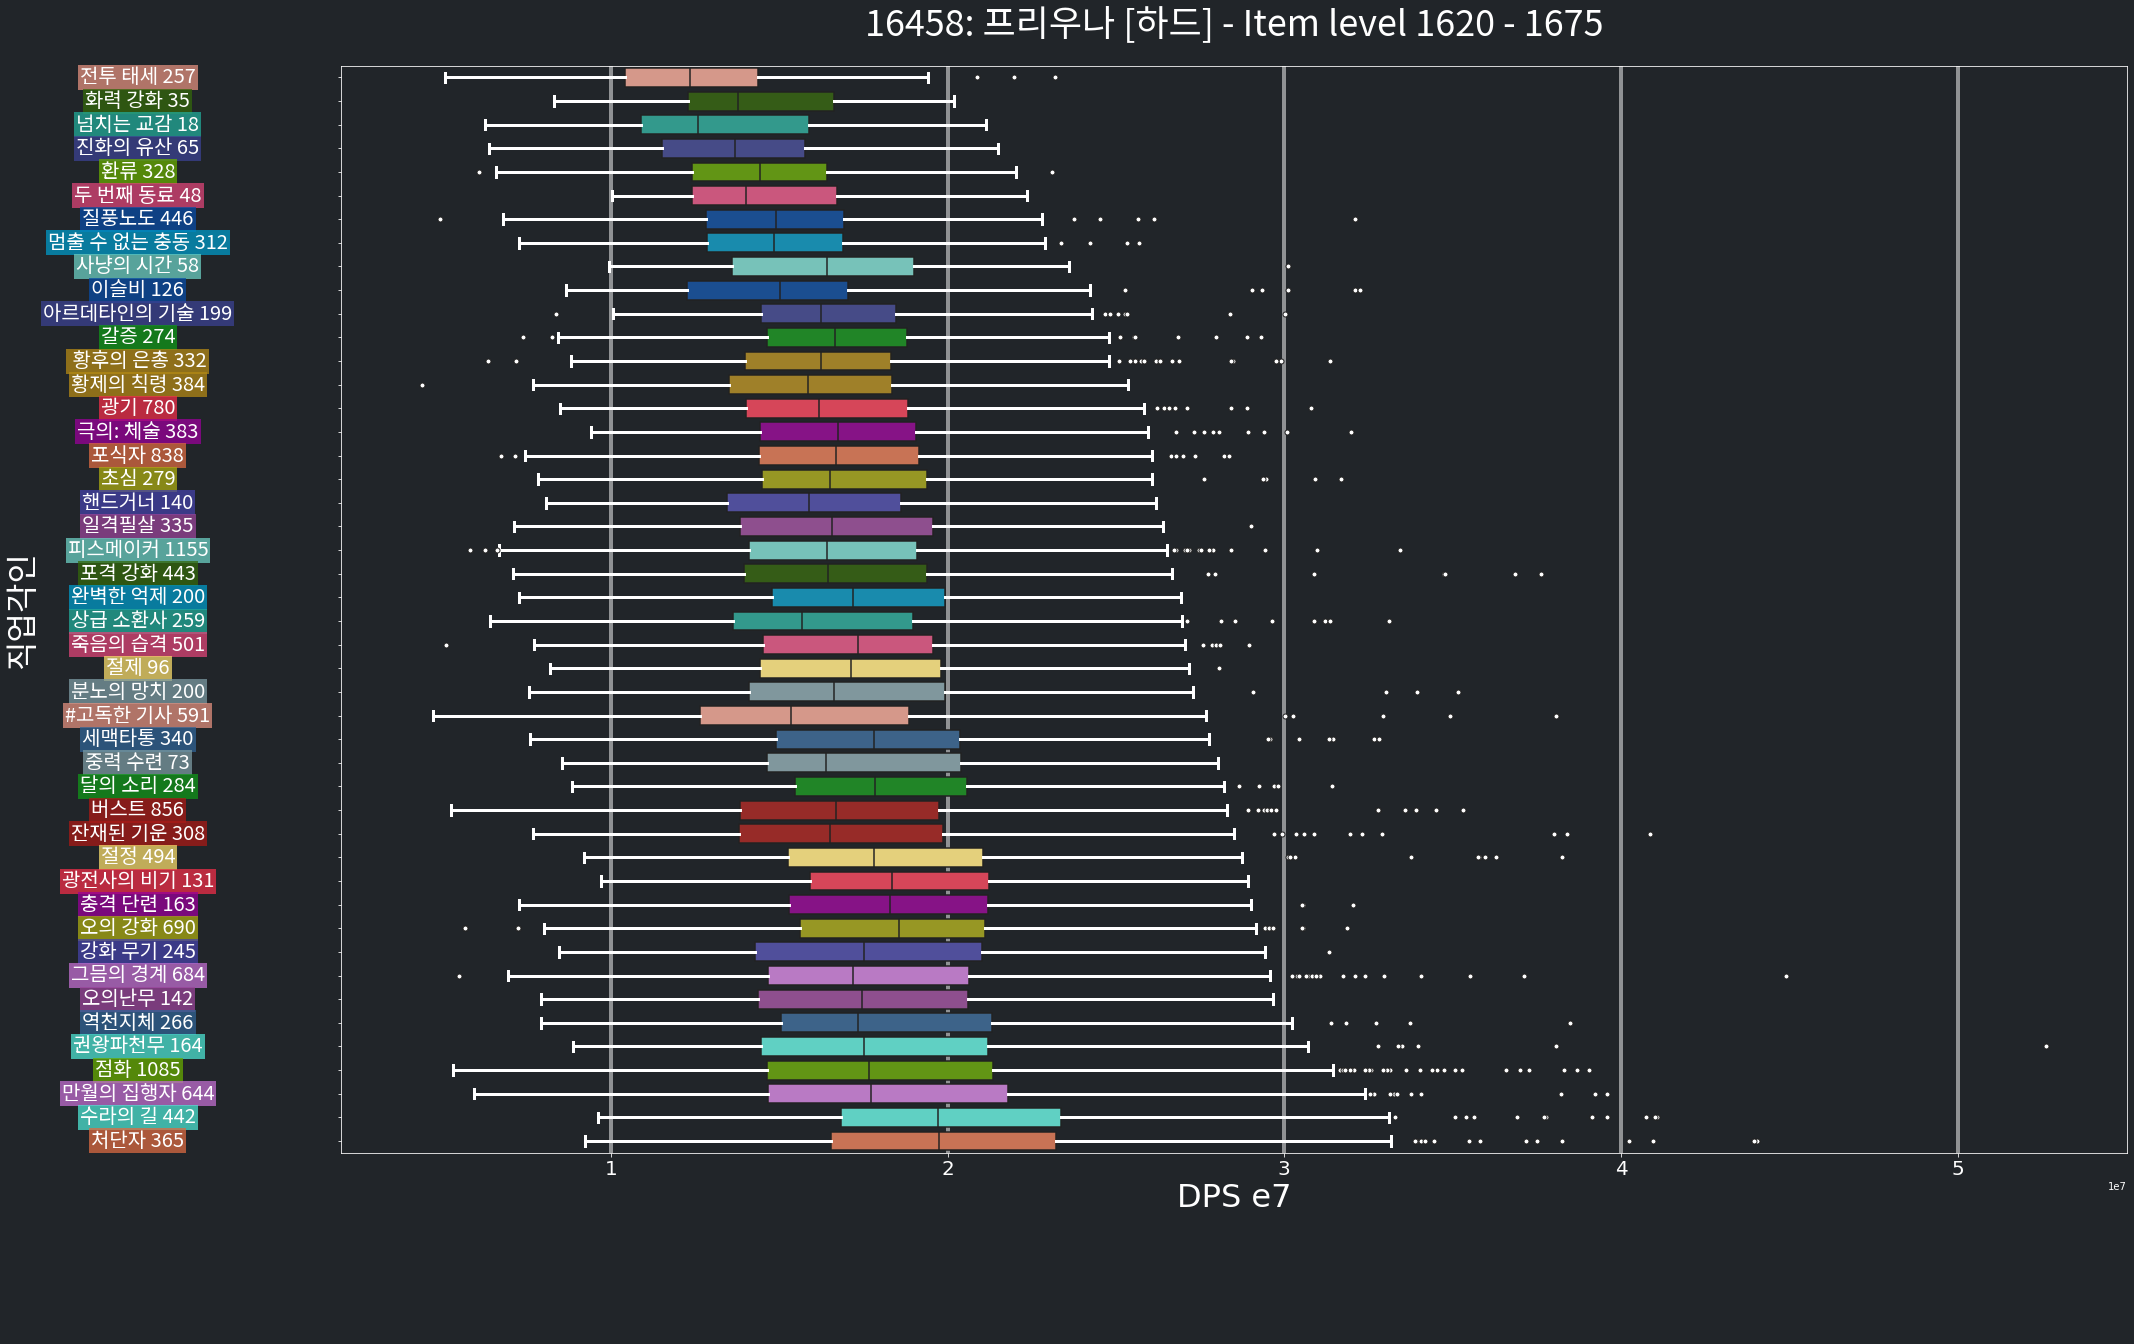 16458: 프리우나 [하드] - Item level 1620 - 1675
전투 태세 257
화력 강화 35
넘치는 교감 18
진화의 유산 65
환류 328
두 번째 동료 48
질풍노도 446
멈출 수 없는 충동 312
사냥의 시간 58
이슬비 126
아르데타인의 기술 199
갈증 274
황후의 은총 332
황제의 칙령 384
광기 780
극의: 체술 383
포식자 838
초심 279
핸드거너 140
일격필살 335
피스메이커 1155
포격 강화 443
완벽한 억제 200
상급 소환사 259
죽음의 습격 501
절제 96
분노의 망치 200
#고독한 기사 591
세맥타통 340
중력 수련 73
달의 소리 284
버스트 856
잔재된 기운 308
절정 494
광전사의 비기 131
충격 단련 163
오의 강화 690
강화 무기 245
그믐의 경계 684
오의난무 142
역천지체 266
권왕파천무 164
점화 1085
만월의 집행자 644
수라의 길 442
처단자 365
직업각인
1 2 3 4 5
DPS e7
1e7